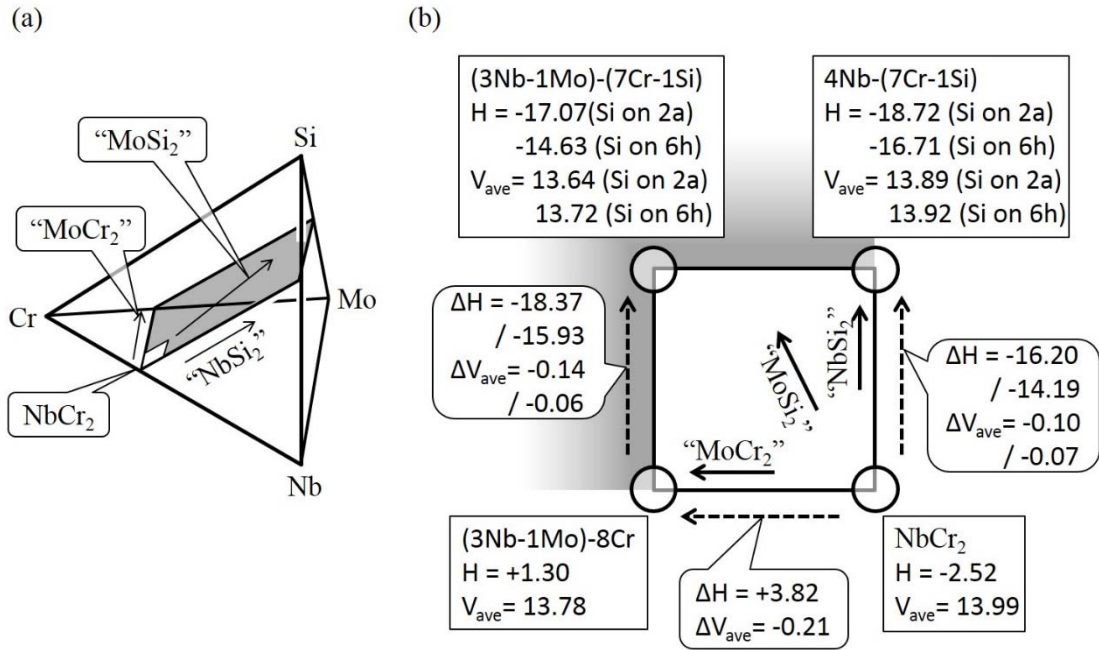 (a)
(b)
“MoSi₂”
Si
“MoCr₂”
Cr
Mo
“NbSi₂”
NbCr₂
Nb
(3Nb-1Mo)-(7Cr-1Si)
H = -17.07(Si on 2a)
-14.63 (Si on 6h)
Vave= 13.64 (Si on 2a)
13.72 (Si on 6h)
4Nb-(7Cr-1Si)
H = -18.72 (Si on 2a)
-16.71 (Si on 6h)
Vave= 13.89 (Si on 2a)
13.92 (Si on 6h)
ΔH = -18.37
/ -15.93
ΔVave= -0.14
/ -0.06
“MoSi₂”
“NbSi₂”
ΔH = -16.20
/ -14.19
ΔVave= -0.10
/ -0.07
“MoCr₂”
(3Nb-1Mo)-8Cr
H = +1.30
Vave= 13.78
ΔH = +3.82
ΔVave= -0.21
NbCr₂
H = -2.52
Vave= 13.99